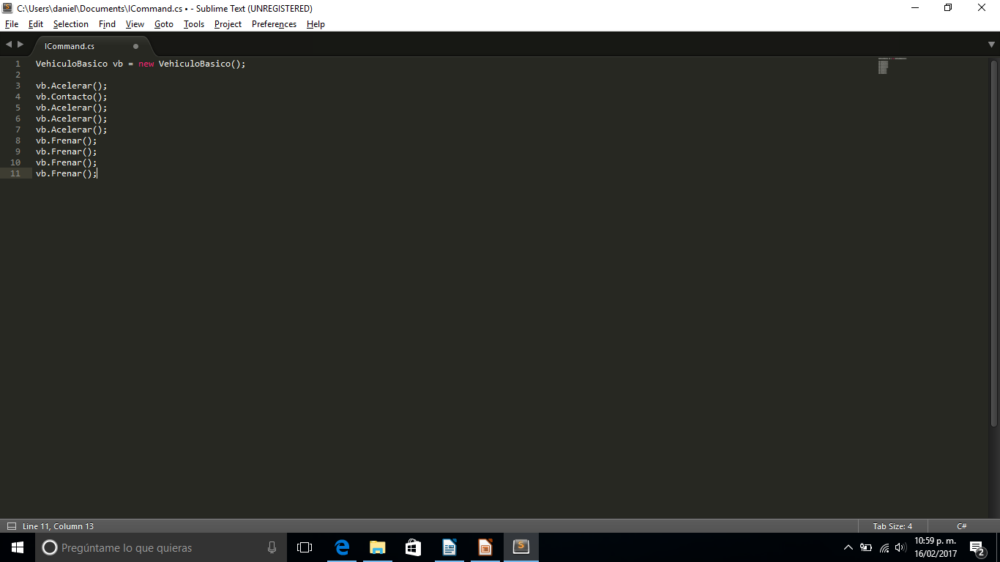 C:\Users\daniel\Documents\ICommand.cs • - Sublime Text (UNREGISTERED)
File Edit Selection Find View Goto Tools Project Preferences Help
ICommand.cs
1 VehiculoBasico vb = new VehiculoBasico();
2
3 vb.Acelerar();
4 vb.Contacto();
5 vb.Acelerar();
6 vb.Acelerar();
7 vb.Acelerar();
8 vb.Frenar();
9 vb.Frenar();
10 vb.Frenar();
11 vb.Frenar();
Line 11, Column 13 Tab Size: 4 C#
Pregúntame lo que quieras
10:59 p. m.
16/02/2017
2